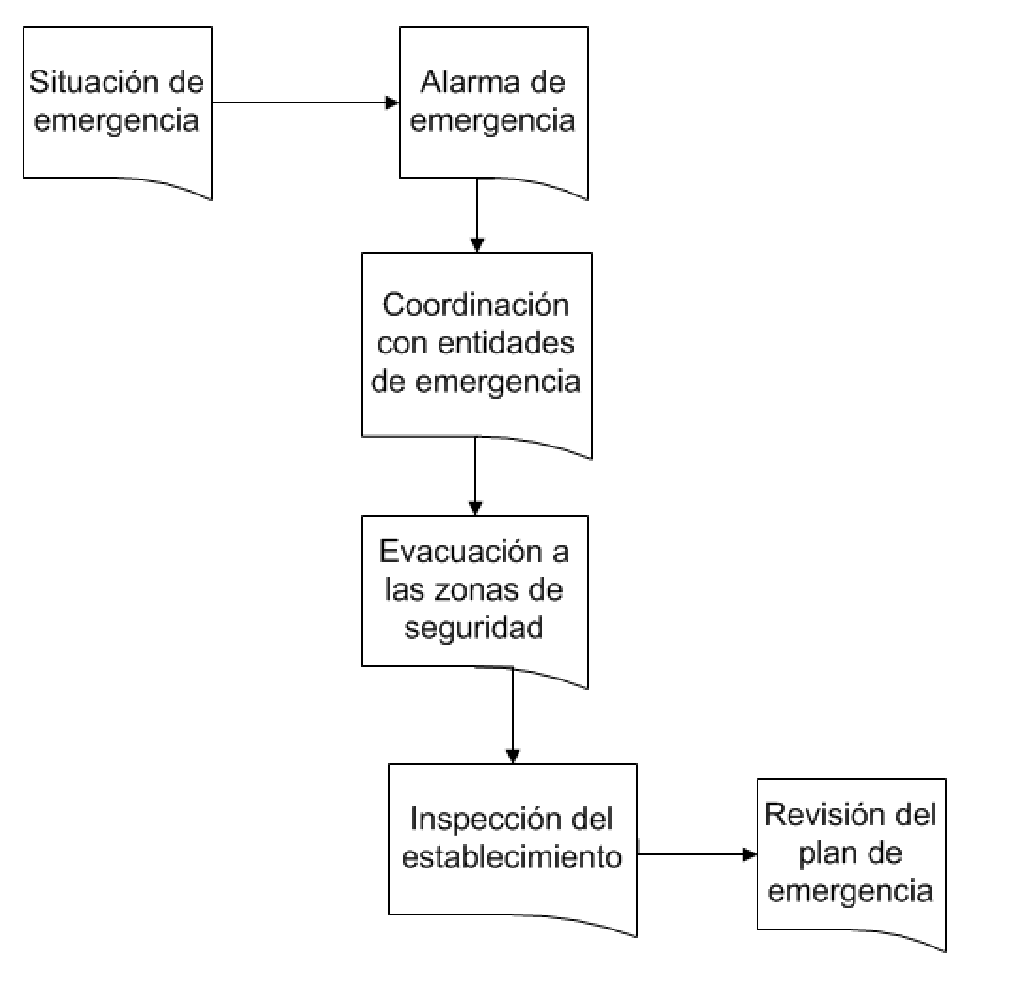 Situación de
emergencia
Alarma de
emergencia
Coordinación
con entidades
de emergencia
Evacuación a
las zonas de
seguridad
Inspección del
establecimiento
Revisión del
plan de
emergencia